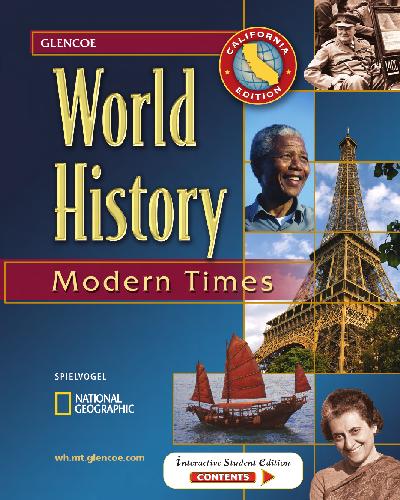 GLENCOE
CALIFORNIA
EDITION
World
History
Modern Times
SPIELVOGEL
NATIONAL
GEOGRAPHIC
wh.mt.glencoe.com
Interactive Student Edition
CONTENTS